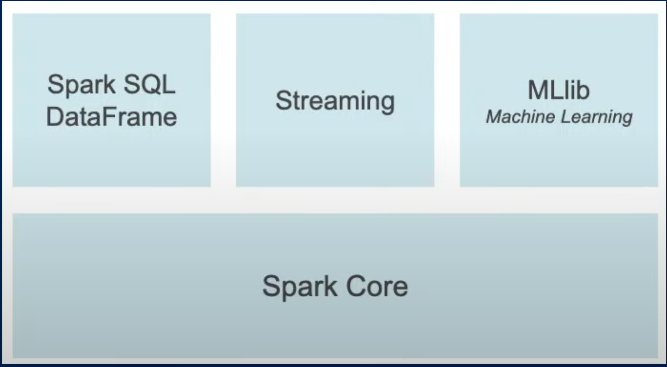 Spark SQL
DataFrame
Streaming
MLlib
Machine Learning
Spark Core